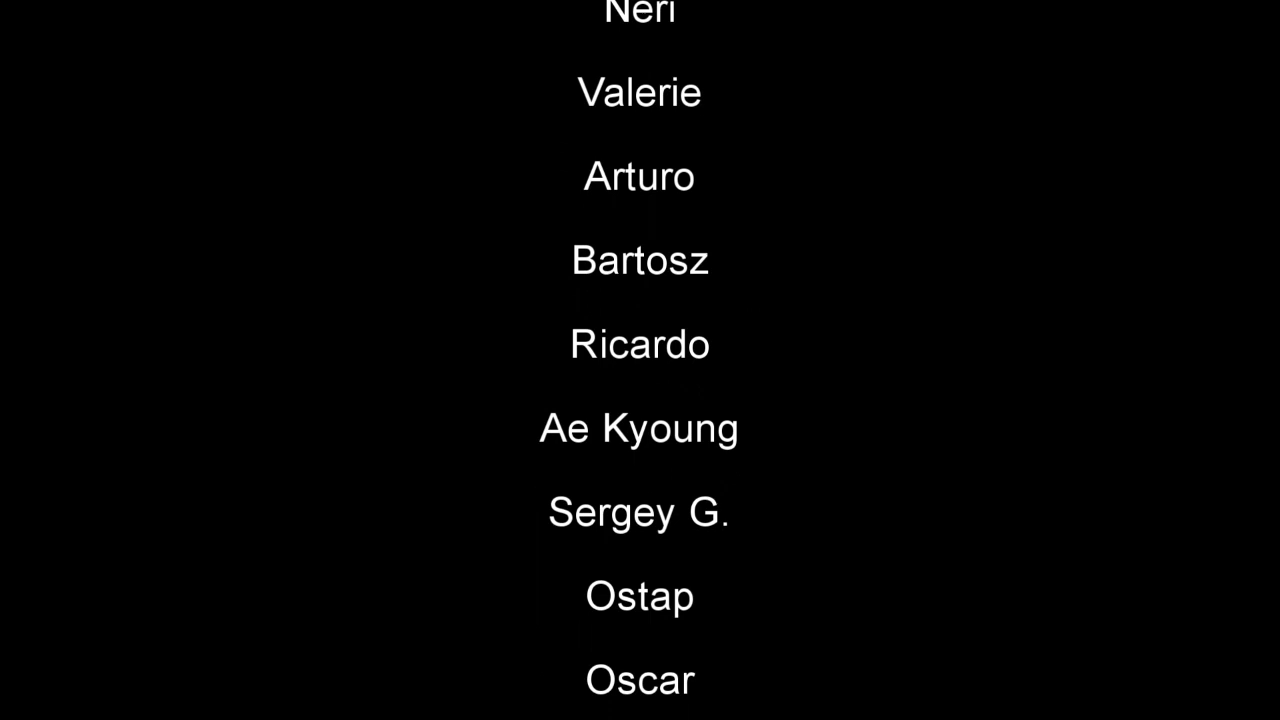 Neri
Valerie
Arturo
Bartosz
Ricardo
Ae Kyoung
Sergey G.
Ostap
Oscar